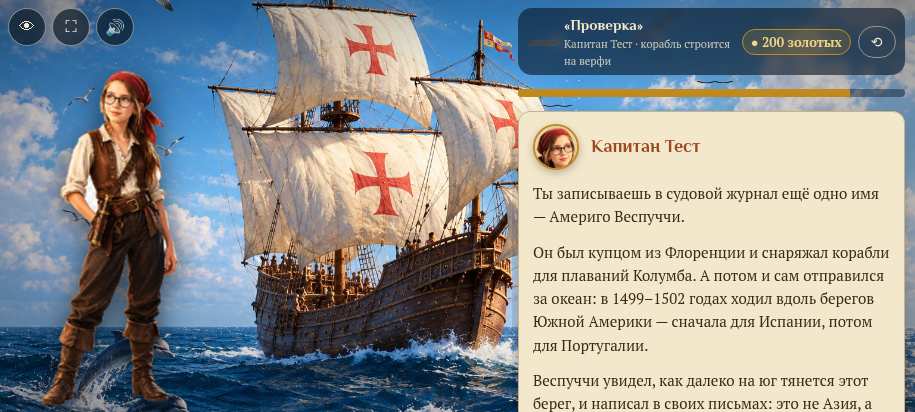 «Проверка»
Капитан Тест · корабль строится
на верфи
● 200 золотых
Капитан Тест
Ты записываешь в судовой журнал ещё одно имя
— Америго Веспуччи.
Он был купцом из Флоренции и снаряжал корабли
для плаваний Колумба. А потом и сам отправился
за океан: в 1499–1502 годах ходил вдоль берегов
Южной Америки — сначала для Испании, потом
для Португалии.
Веспуччи увидел, как далеко на юг тянется этот
берег, и написал в своих письмах: это не Азия, а